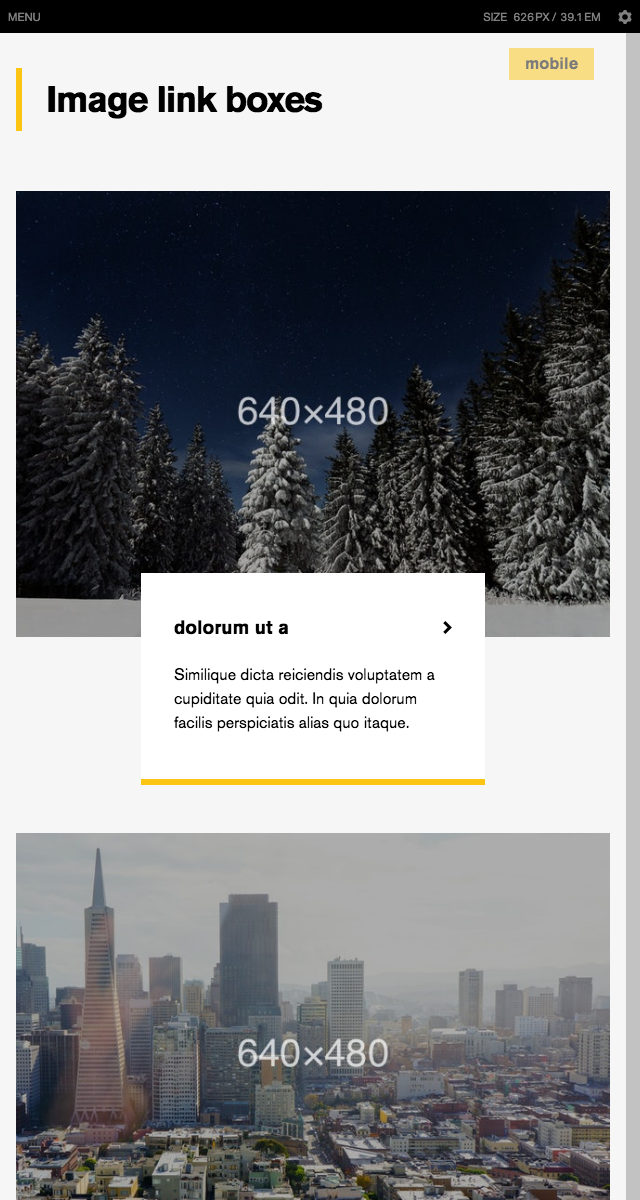 MENU
SIZE 626PX / 39.1EM
mobile
Image link boxes
640×480
dolorum ut a
Similique dicta reiciendis voluptatem a
cupiditate quia odit. In quia dolorum
facilis perspiciatis alias quo itaque.
640×480